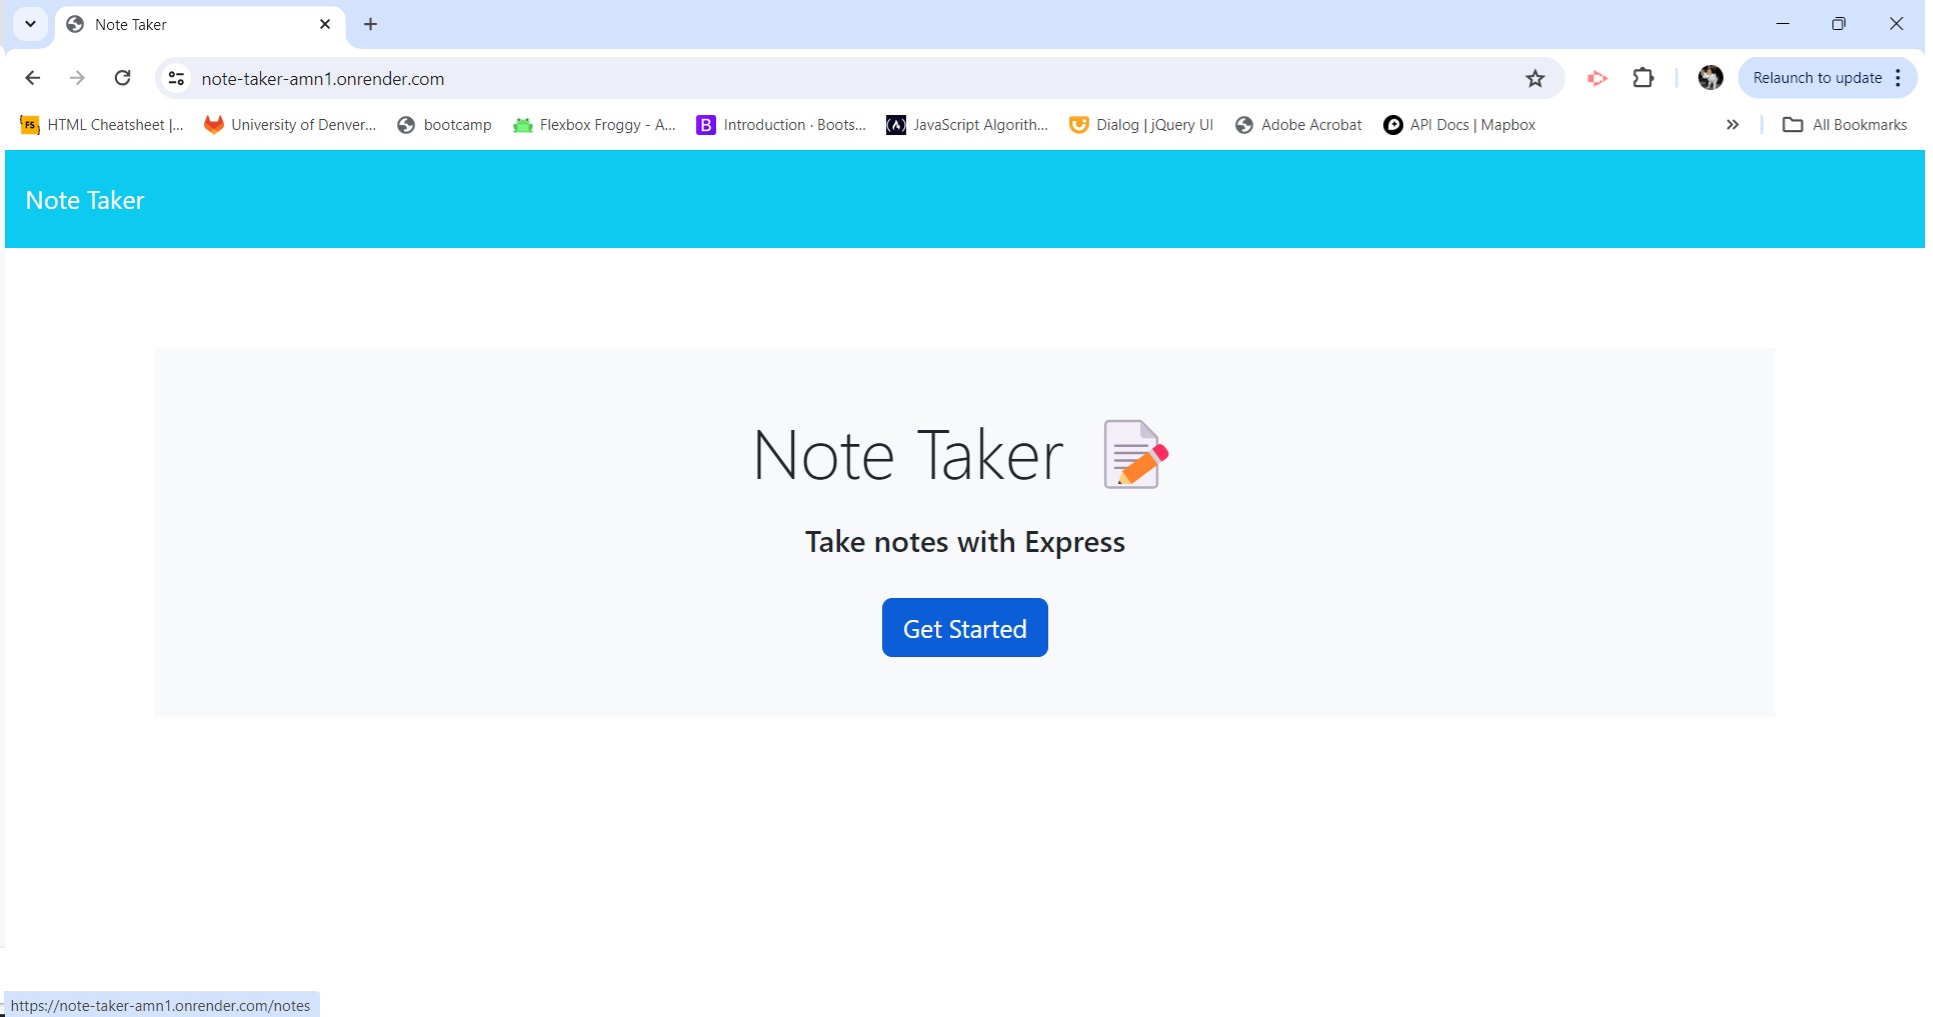 Note Taker
note-taker-amn1.onrender.com
Relaunch to update
FS HTML Cheatsheet |... University of Denver... bootcamp Flexbox Froggy - A... B Introduction · Boots... JavaScript Algorith... Dialog | jQuery UI Adobe Acrobat API Docs | Mapbox » All Bookmarks
Note Taker
Note Taker
Take notes with Express
Get Started
https://note-taker-amn1.onrender.com/notes